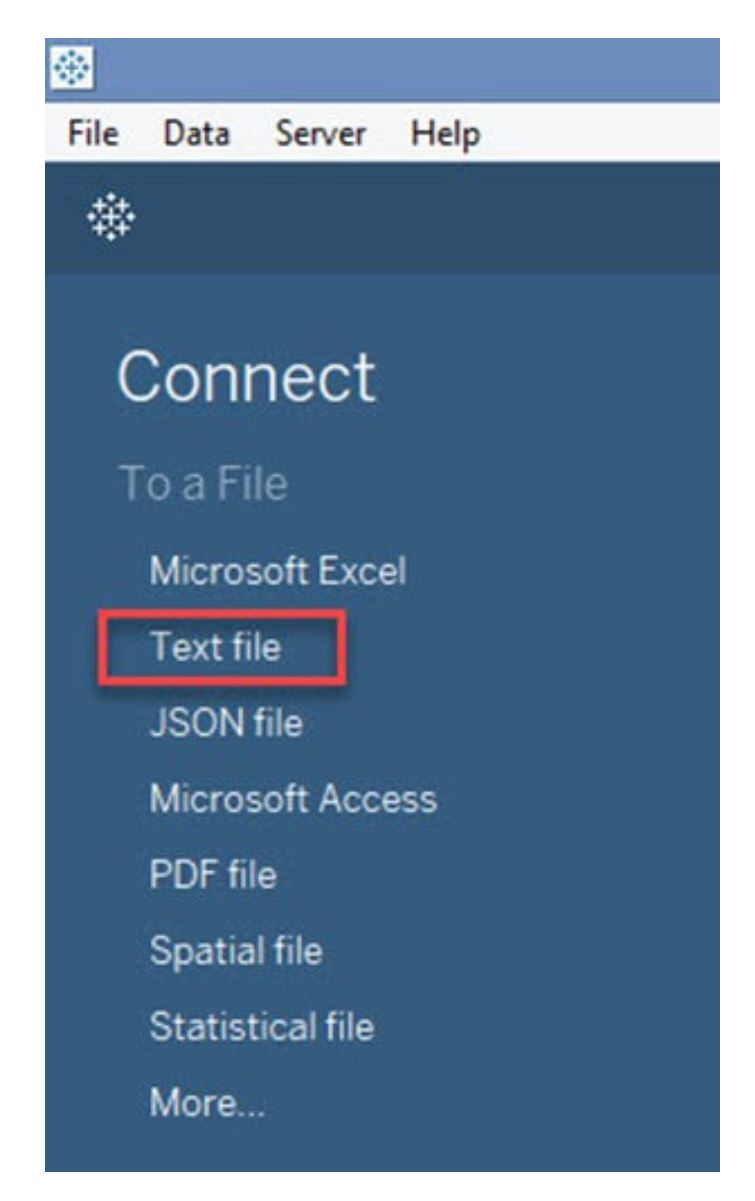 File Data Server Help
Connect
To a File
Microsoft Excel
Text file
JSON file
Microsoft Access
PDF file
Spatial file
Statistical file
More...